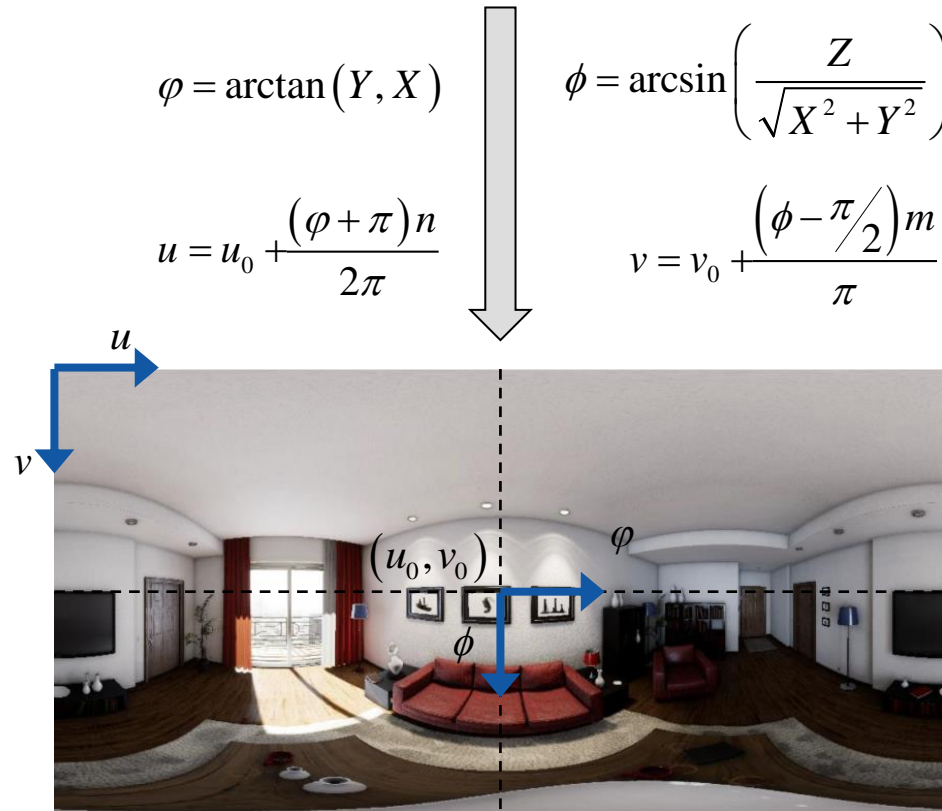 φ = arctan(Y, X)
ϕ = arcsin(Z / √(X² + Y²))
u = u₀ + (φ + π)n / 2π
v = v₀ + (ϕ − π/2)m / π
u
v
φ
(u₀, v₀)
ϕ